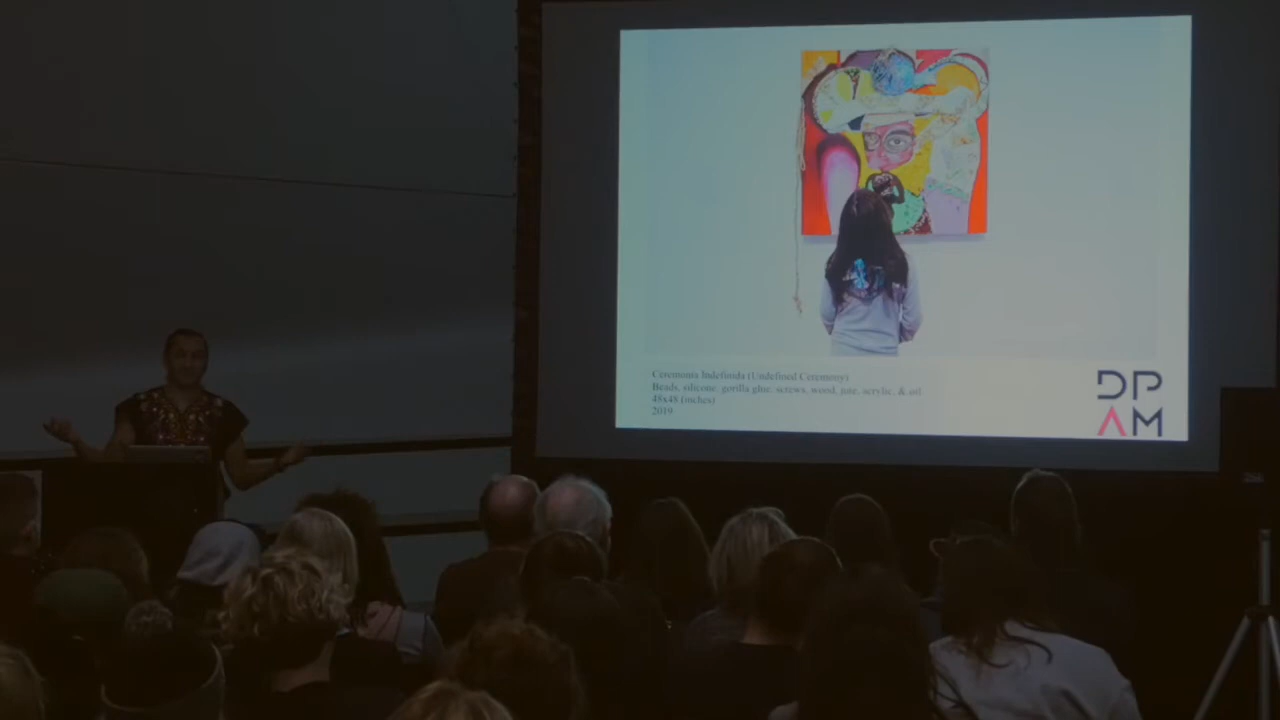 Ceremonia Indefinida (Undefined Ceremony)
Beads, silicone, gorilla glue, screws, wood, jute, acrylic, & oil
48x48 (inches)
2019
DP
AM